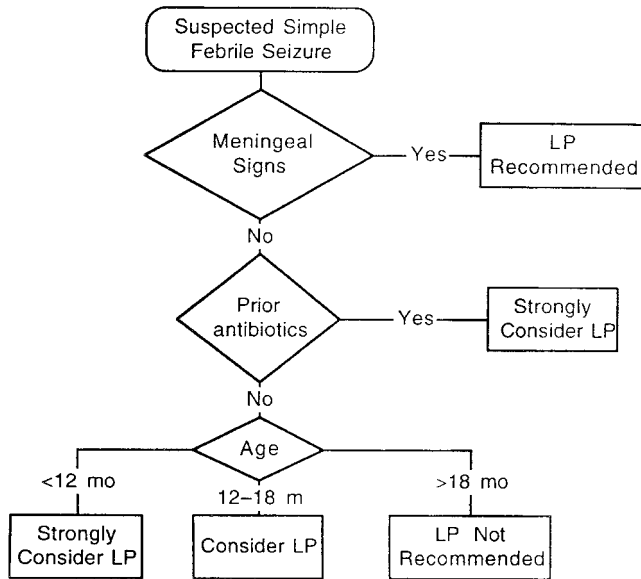 Suspected Simple
Febrile Seizure
Meningeal
Signs
Yes
LP
Recommended
No
Prior
antibiotics
Yes
Strongly
Consider LP
No
Age
<12 mo
12–18 m
>18 mo
Strongly
Consider LP
Consider LP
LP Not
Recommended